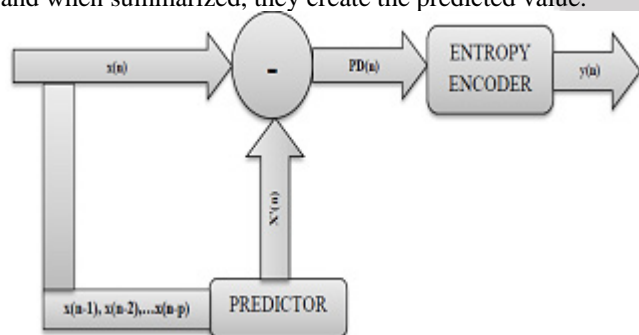 and when summarized, they create the predicted value.
x(n)
-
PD(n)
ENTROPY
ENCODER
y(n)
X'(n)
x(n-1), x(n-2),...x(n-p)
PREDICTOR